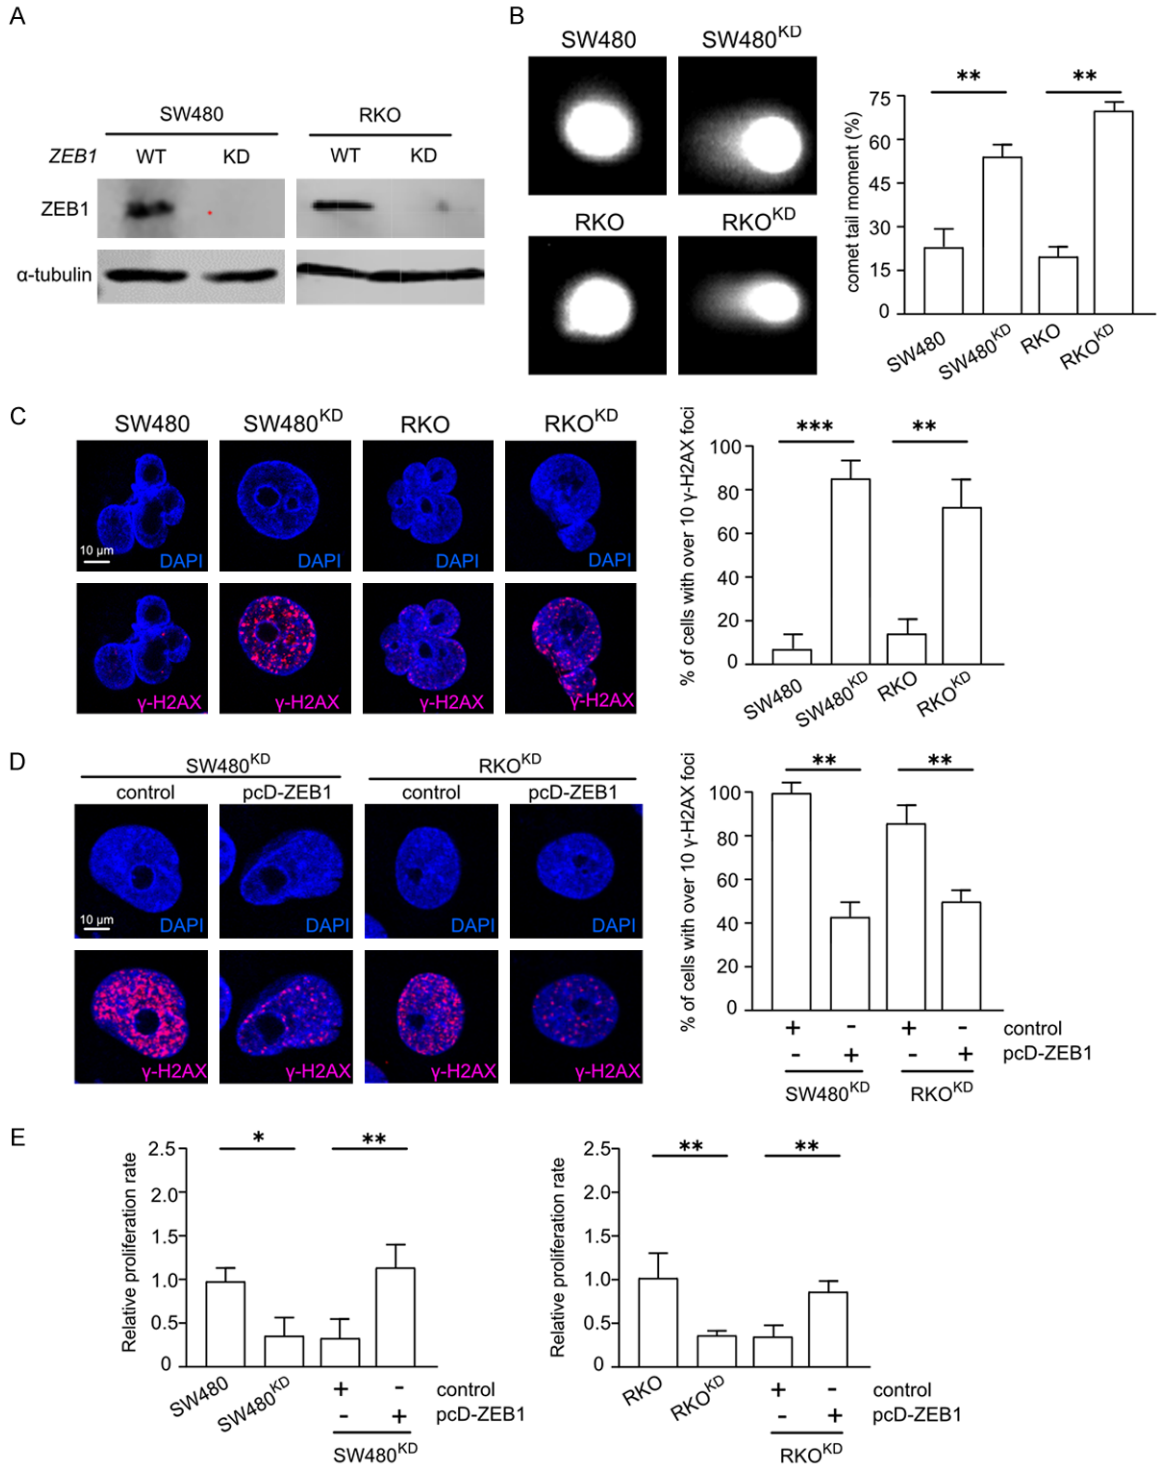 A
SW480 RKO
ZEB1 WT KD WT KD
ZEB1
α-tubulin
B
SW480 SW480KD
RKO RKOKD
** **
comet tail moment (%)
75
60
45
30
15
0
SW480 SW480KD RKO RKOKD
C
SW480 SW480KD RKO RKOKD
10 µm
DAPI DAPI DAPI DAPI
γ-H2AX γ-H2AX γ-H2AX γ-H2AX
*** **
% of cells with over 10 γ-H2AX foci
100
80
60
40
20
0
SW480 SW480KD RKO RKOKD
D
SW480KD RKOKD
control pcD-ZEB1 control pcD-ZEB1
10 µm
DAPI DAPI DAPI DAPI
γ-H2AX γ-H2AX γ-H2AX γ-H2AX
** **
% of cells with over 10 γ-H2AX foci
100
80
60
40
20
0
+ - + - control
- + - + pcD-ZEB1
SW480KD RKOKD
E
* **
Relative proliferation rate
2.5
2.0
1.5
1.0
0.5
0
SW480 SW480KD + - control
- + pcD-ZEB1
SW480KD
** **
Relative proliferation rate
2.5
2.0
1.5
1.0
0.5
0
RKO RKOKD + - control
- + pcD-ZEB1
RKOKD